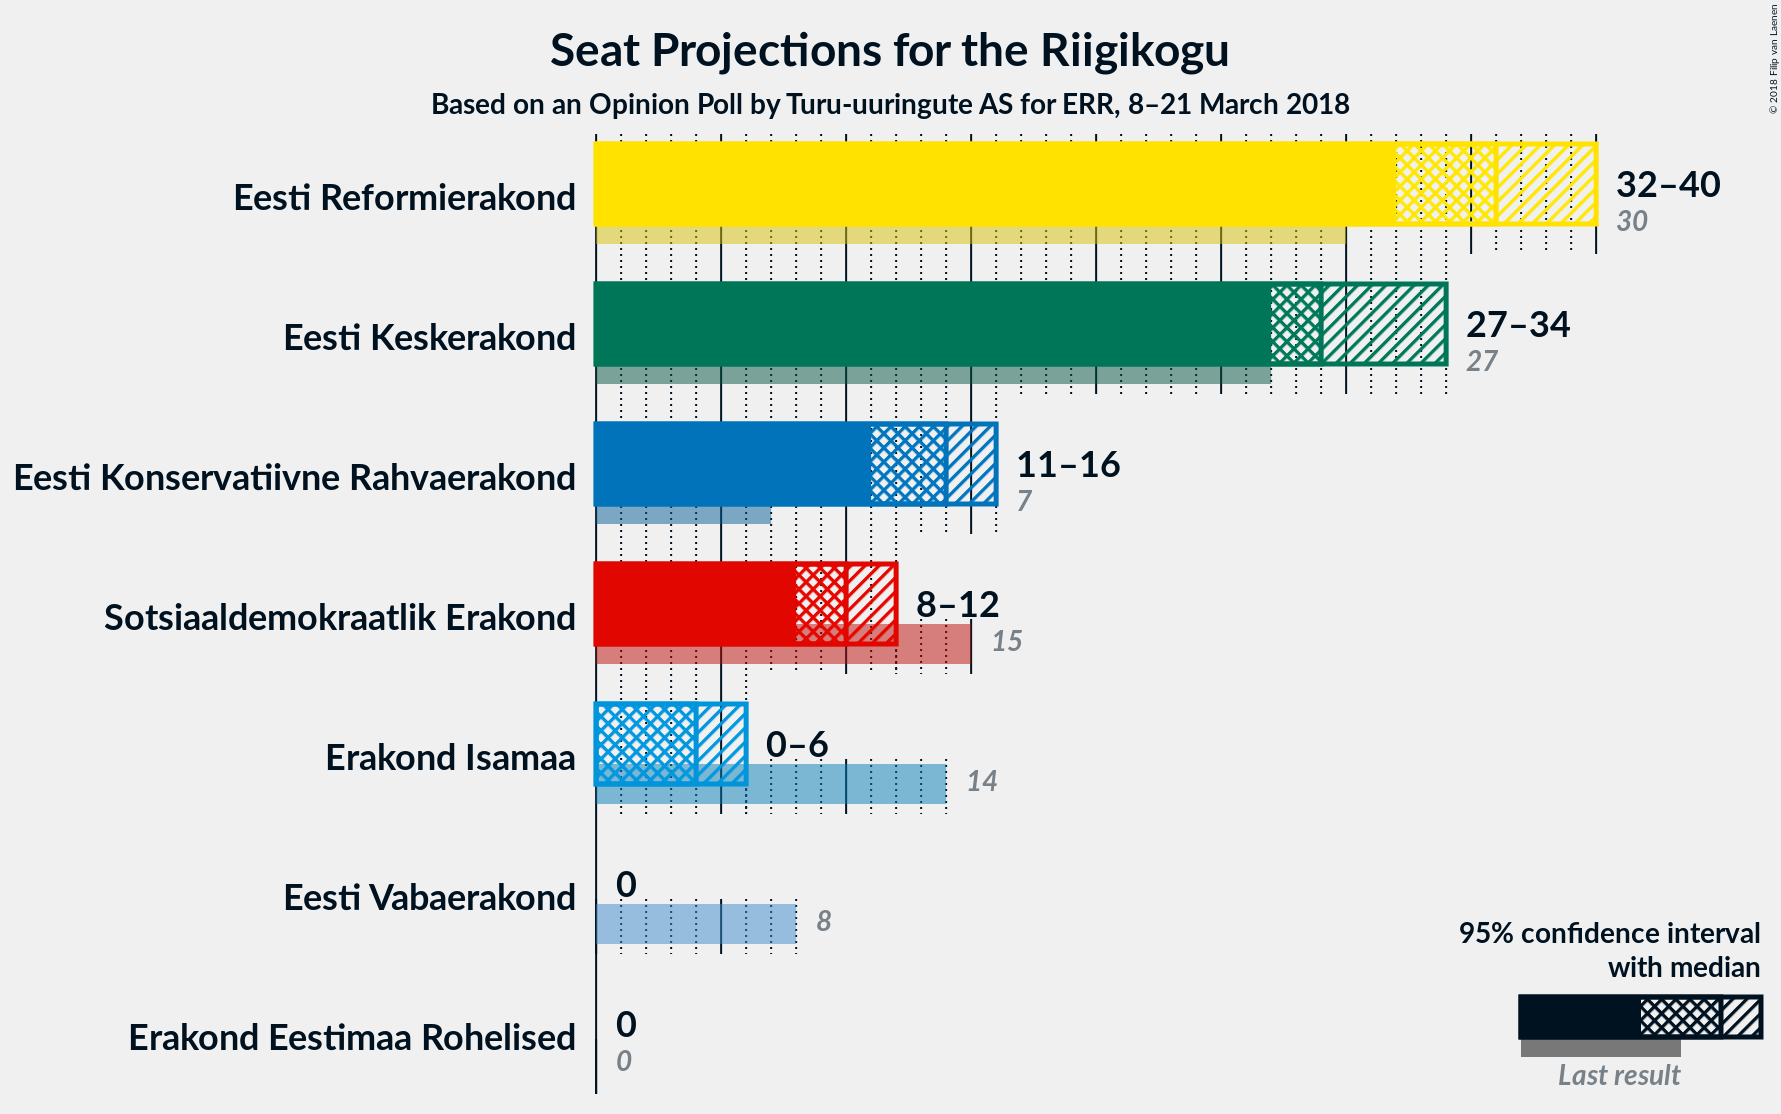 Seat Projections for the Riigikogu
Based on an Opinion Poll by Turu-uuringute AS for ERR, 8–21 March 2018
© 2018 Filip van Laenen
Eesti Reformierakond
32–40
30
Eesti Keskerakond
27–34
27
Eesti Konservatiivne Rahvaerakond
11–16
7
Sotsiaaldemokraatlik Erakond
8–12
15
Erakond Isamaa
0–6
14
Eesti Vabaerakond
0
8
Erakond Eestimaa Rohelised
0
0
95% confidence interval
with median
Last result